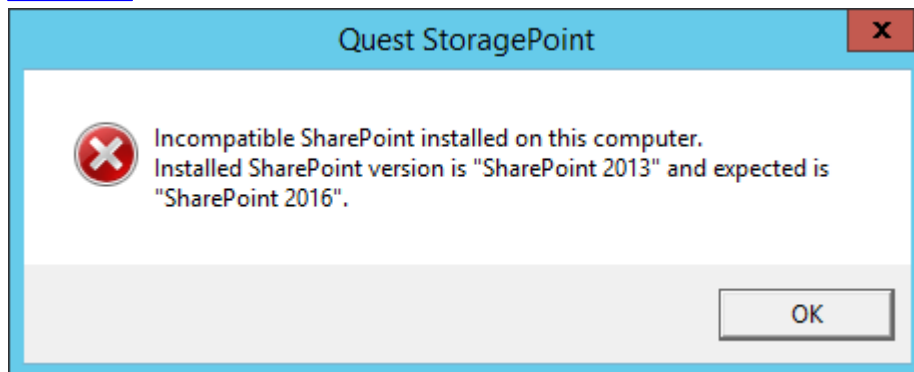 Quest StoragePoint
x
Incompatible SharePoint installed on this computer.
Installed SharePoint version is "SharePoint 2013" and expected is
"SharePoint 2016".
OK